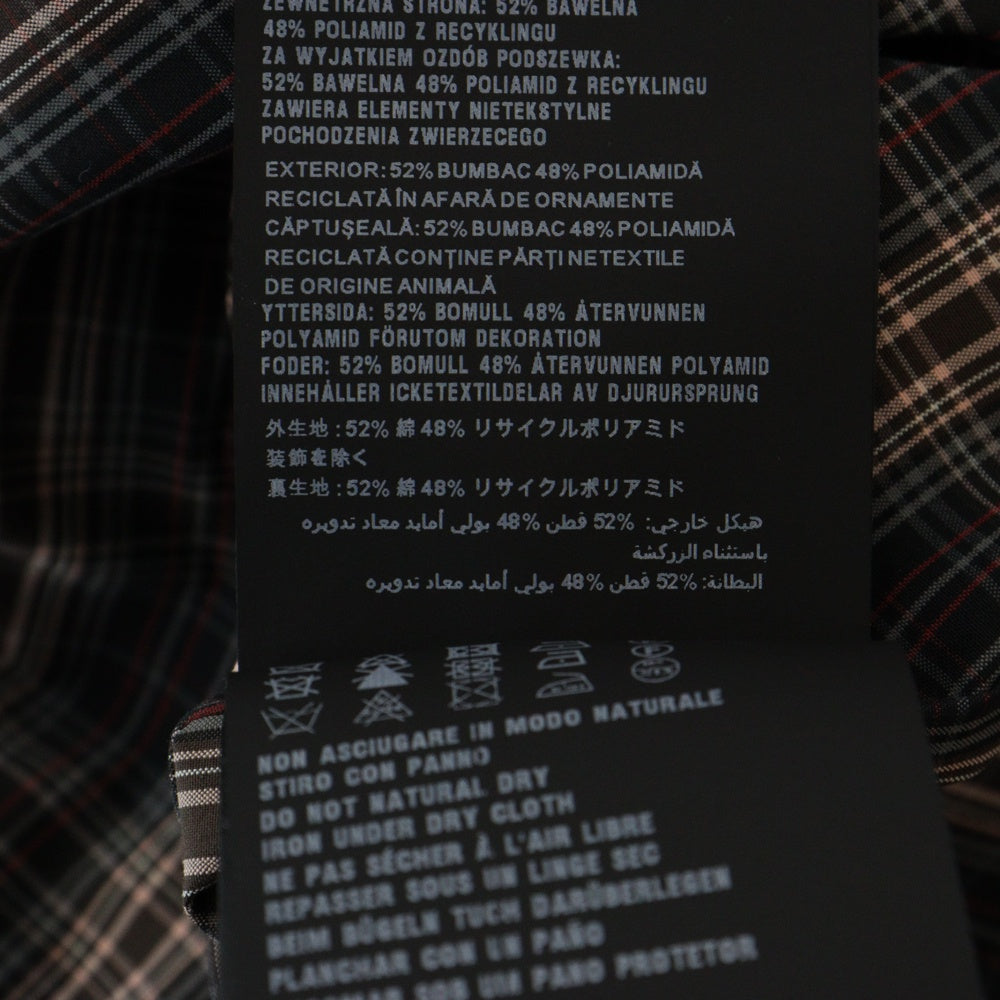 ZEWNĘTRZNA STRONA: 52% BAWEŁNA
48% POLIAMID Z RECYKLINGU
ZA WYJĄTKIEM OZDÓB PODSZEWKA:
52% BAWEŁNA 48% POLIAMID Z RECYKLINGU
ZAWIERA ELEMENTY NIETEKSTYLNE
POCHODZENIA ZWIERZĘCEGO
EXTERIOR: 52% BUMBAC 48% POLIAMIDĂ
RECICLATĂ ÎN AFARĂ DE ORNAMENTE
CĂPTUȘEALĂ: 52% BUMBAC 48% POLIAMIDĂ
RECICLATĂ CONȚINE PĂRȚI NETEXTILE
DE ORIGINE ANIMALĂ
YTTERSIDA: 52% BOMULL 48% ÅTERVUNNEN
POLYAMID FÖRUTOM DEKORATION
FODER: 52% BOMULL 48% ÅTERVUNNEN POLYAMID
INNEHÅLLER ICKETEXTILDELAR AV DJURURSPRUNG
外生地 : 52% 綿 48% リサイクルポリアミド
装飾を除く
裏生地 : 52% 綿 48% リサイクルポリアミド
هيكل خارجي: 52% قطن 48% بولي أمايد معاد تدويره
باستثناء الزركشة
البطانة: 52% قطن 48% بولي أمايد معاد تدويره
NON ASCIUGARE IN MODO NATURALE
STIRO CON PANNO
DO NOT NATURAL DRY
IRON UNDER DRY CLOTH
NE PAS SÉCHER À L'AIR LIBRE
REPASSER SOUS UN LINGE SEC
BEIM BÜGELN TUCH DARÜBERLEGEN
PLANCHAR CON UN PAÑO
SOB UM PANO PROTETOR